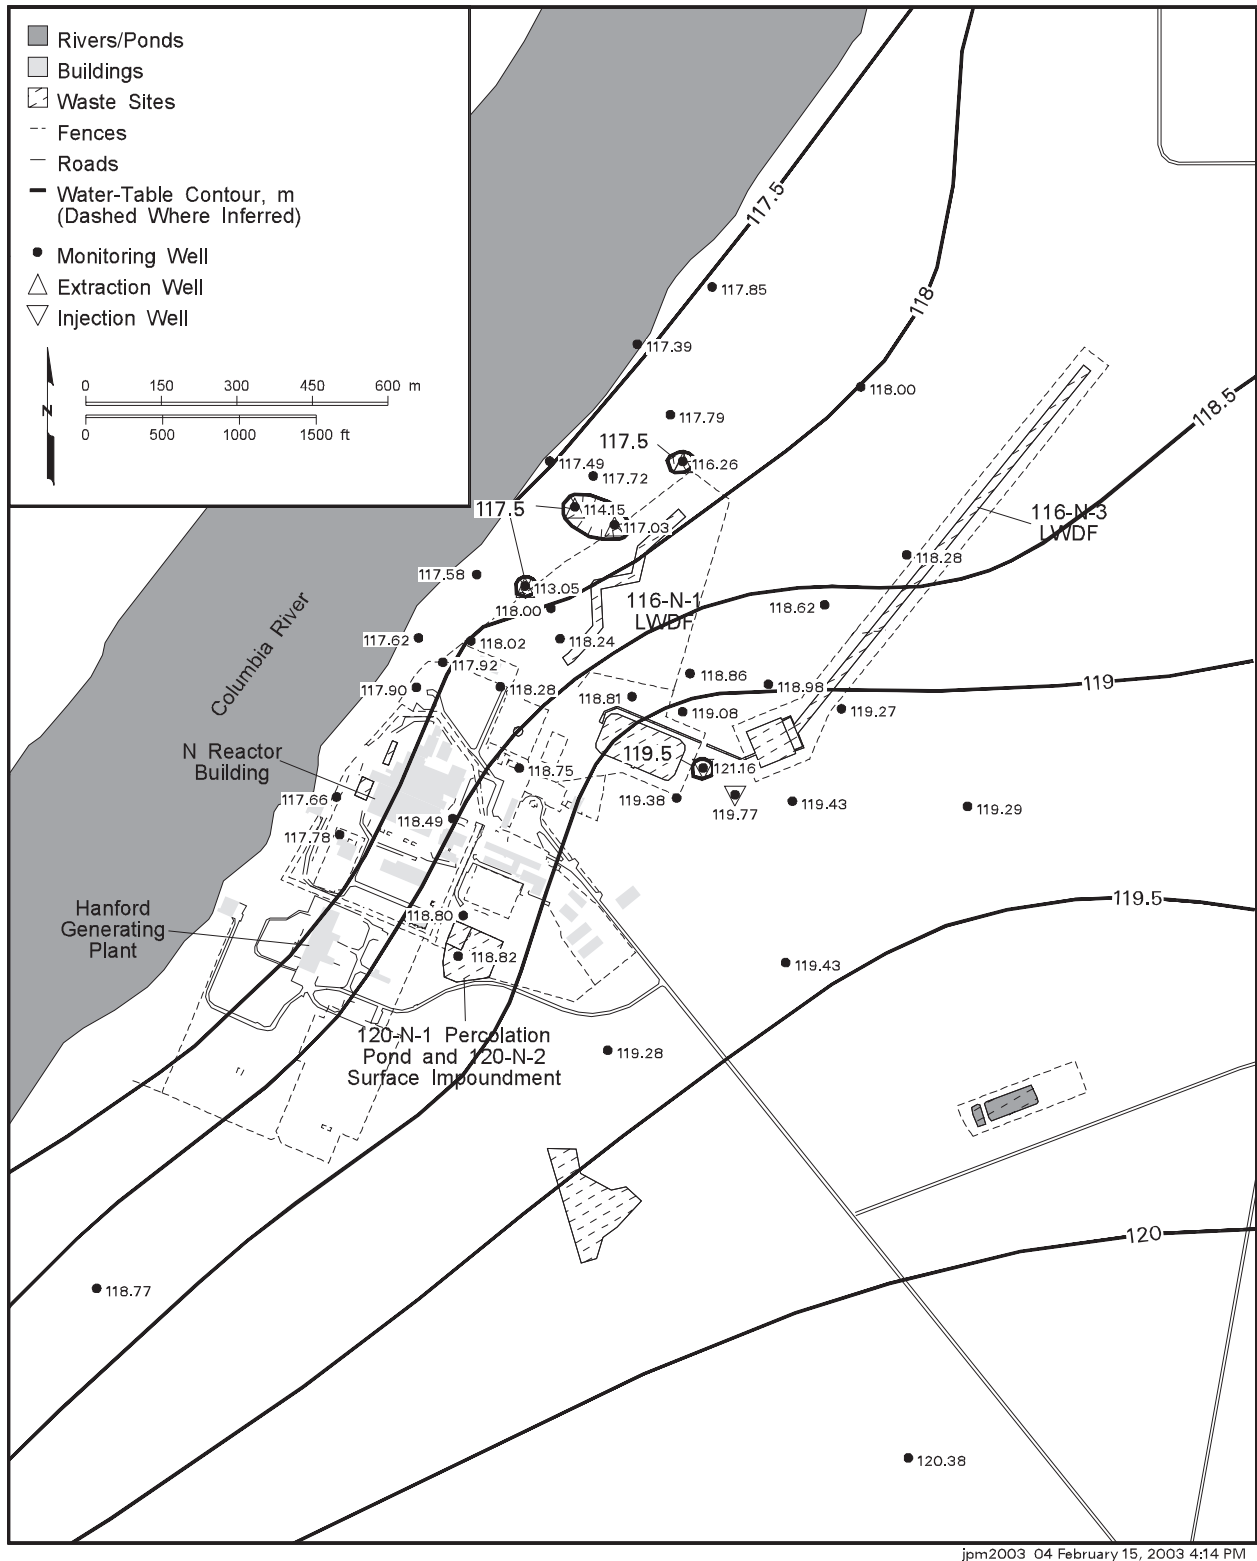 Rivers/Ponds
Buildings
Waste Sites
Fences
Roads
Water-Table Contour, m
(Dashed Where Inferred)
Monitoring Well
Extraction Well
Injection Well
N
0 150 300 450 600 m
0 500 1000 1500 ft
117.5
117.85
118
117.39
118.00
118.5
117.79
117.5
116.26
117.49
117.72
117.5
114.15
117.03
116-N-3
LWDF
118.28
117.58
113.05
118.00
116-N-1
LWDF
118.62
Columbia River
117.62
118.02
118.24
117.92
118.86
119
117.90
118.28
118.81
118.98
119.08
119.27
N Reactor
Building
119.5
121.16
118.75
117.66
119.38
119.77
119.43
119.29
118.49
117.78
119.5
Hanford
Generating
Plant
118.80
118.82
119.43
120-N-1 Percolation
Pond and 120-N-2
Surface Impoundment
119.28
120
118.77
120.38
jpm2003 04 February 15, 2003 4:14 PM